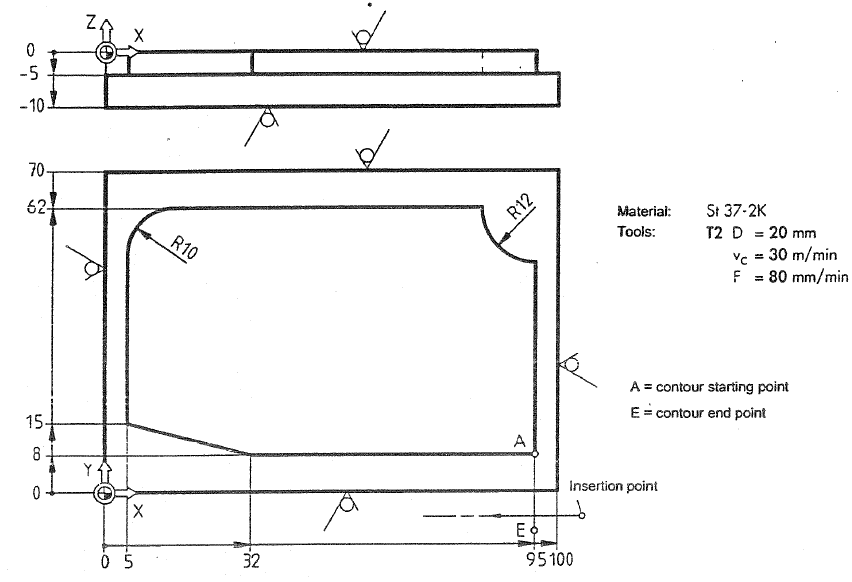 Z
X
0
-5
-10
70
62
R10
R12
Material: St 37-2K
Tools: T2 D = 20 mm
vc = 30 m/min
F = 80 mm/min
A = contour starting point
E = contour end point
15
8
A
Y
0
X
Insertion point
E
0 5 32 95 100